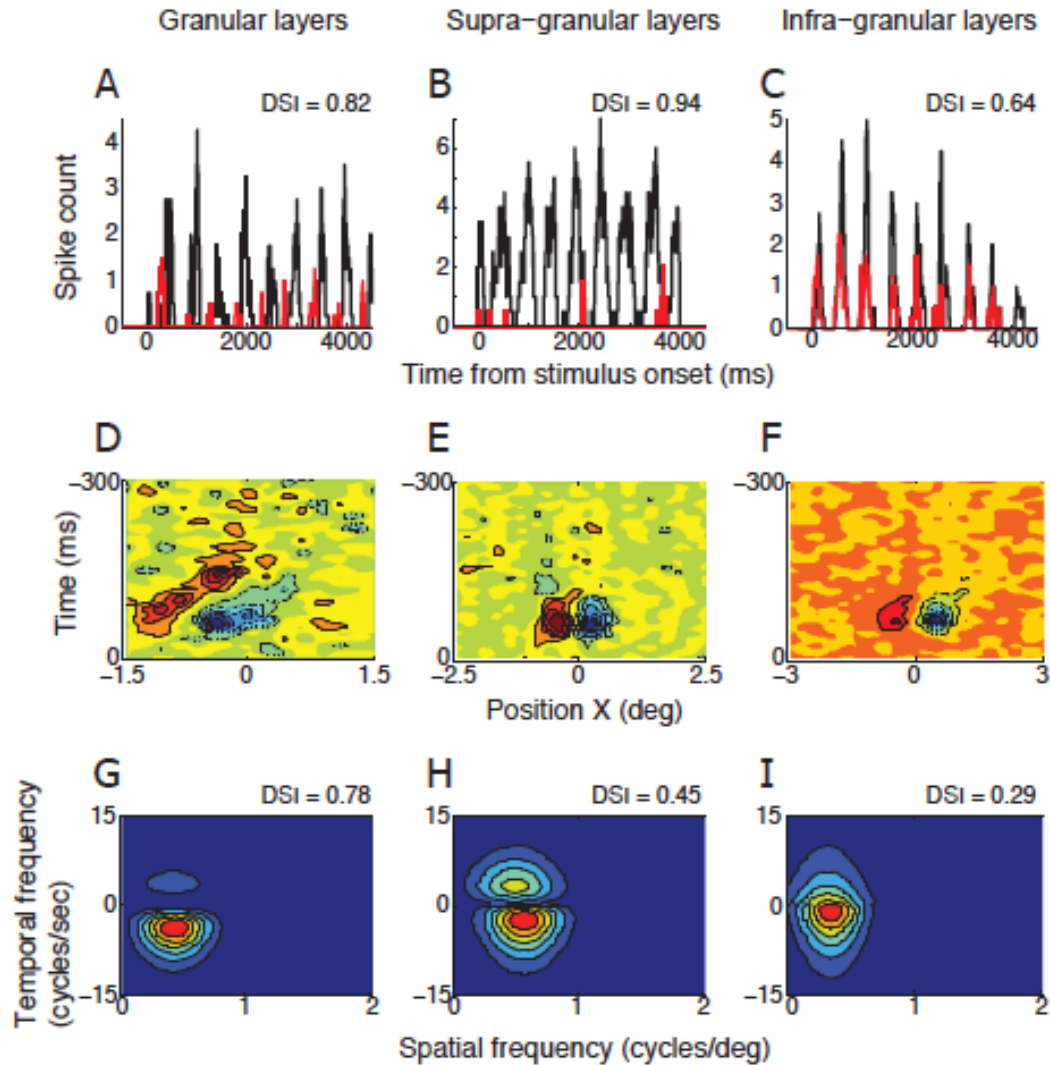 Granular layers Supra-granular layers Infra-granular layers
A B C
DSI = 0.82 DSI = 0.94 DSI = 0.64
Spike count
4 3 2 1 0
6 4 2 0
5 4 3 2 1 0
0 2000 4000 0 2000 4000 0 2000 4000
Time from stimulus onset (ms)
D E F
Time (ms)
-300 -300 -300
0 0 0
-1.5 0 1.5 -2.5 0 2.5 -3 0 3
Position X (deg)
G H I
DSI = 0.78 DSI = 0.45 DSI = 0.29
Temporal frequency
(cycles/sec)
15 15 15
0 0 0
-15 -15 -15
0 1 2 0 1 2 0 1 2
Spatial frequency (cycles/deg)